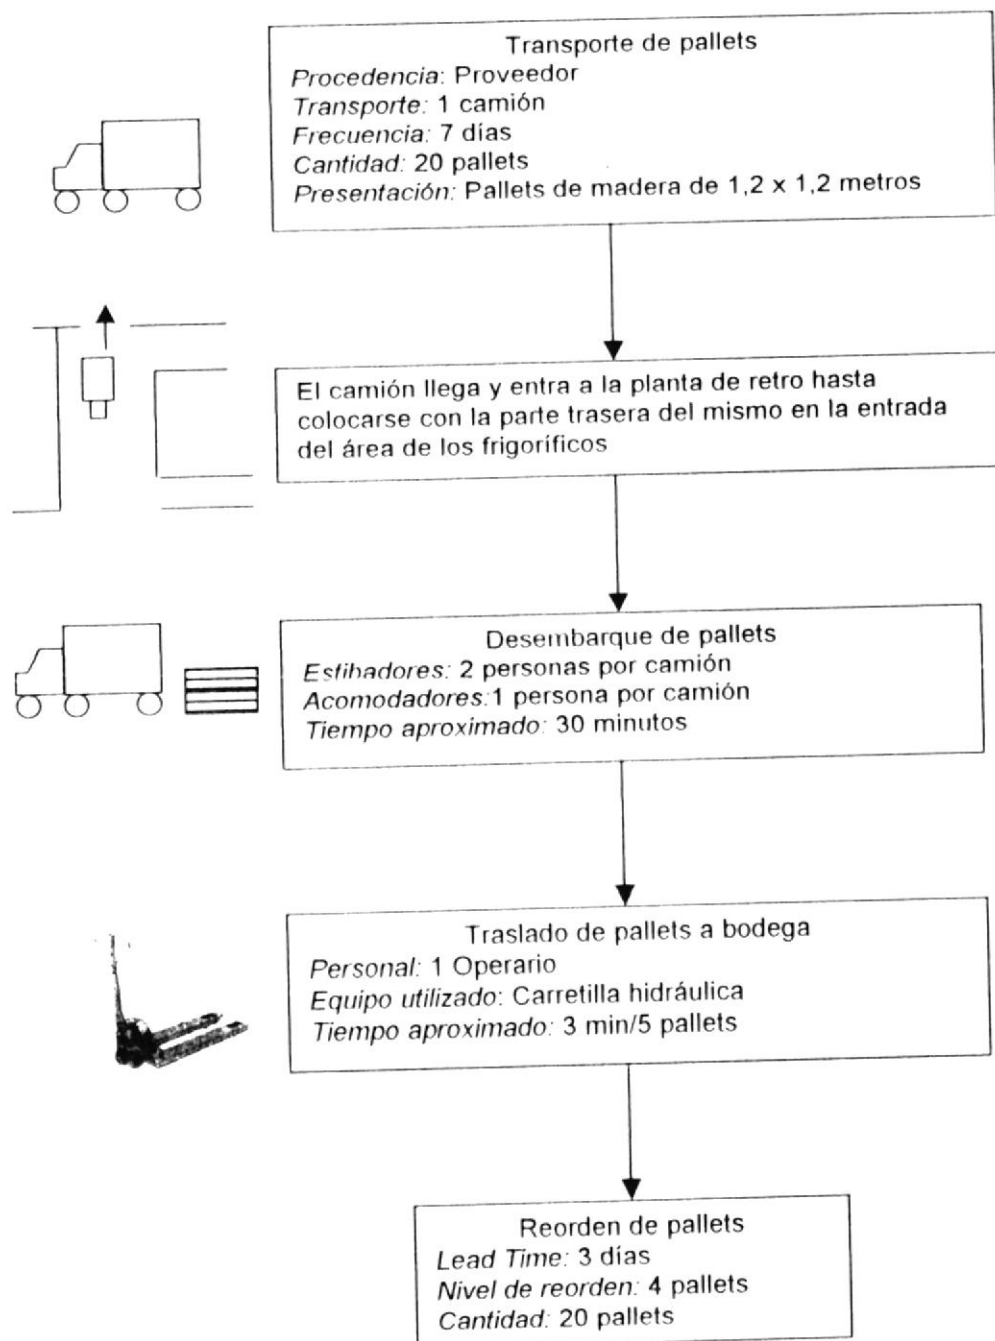 Transporte de pallets
Procedencia: Proveedor
Transporte: 1 camión
Frecuencia: 7 días
Cantidad: 20 pallets
Presentación: Pallets de madera de 1,2 x 1,2 metros
El camión llega y entra a la planta de retro hasta
colocarse con la parte trasera del mismo en la entrada
del área de los frigoríficos
Desembarque de pallets
Estibadores: 2 personas por camión
Acomodadores:1 persona por camión
Tiempo aproximado: 30 minutos
Traslado de pallets a bodega
Personal: 1 Operario
Equipo utilizado: Carretilla hidráulica
Tiempo aproximado: 3 min/5 pallets
Reorden de pallets
Lead Time: 3 días
Nivel de reorden: 4 pallets
Cantidad: 20 pallets